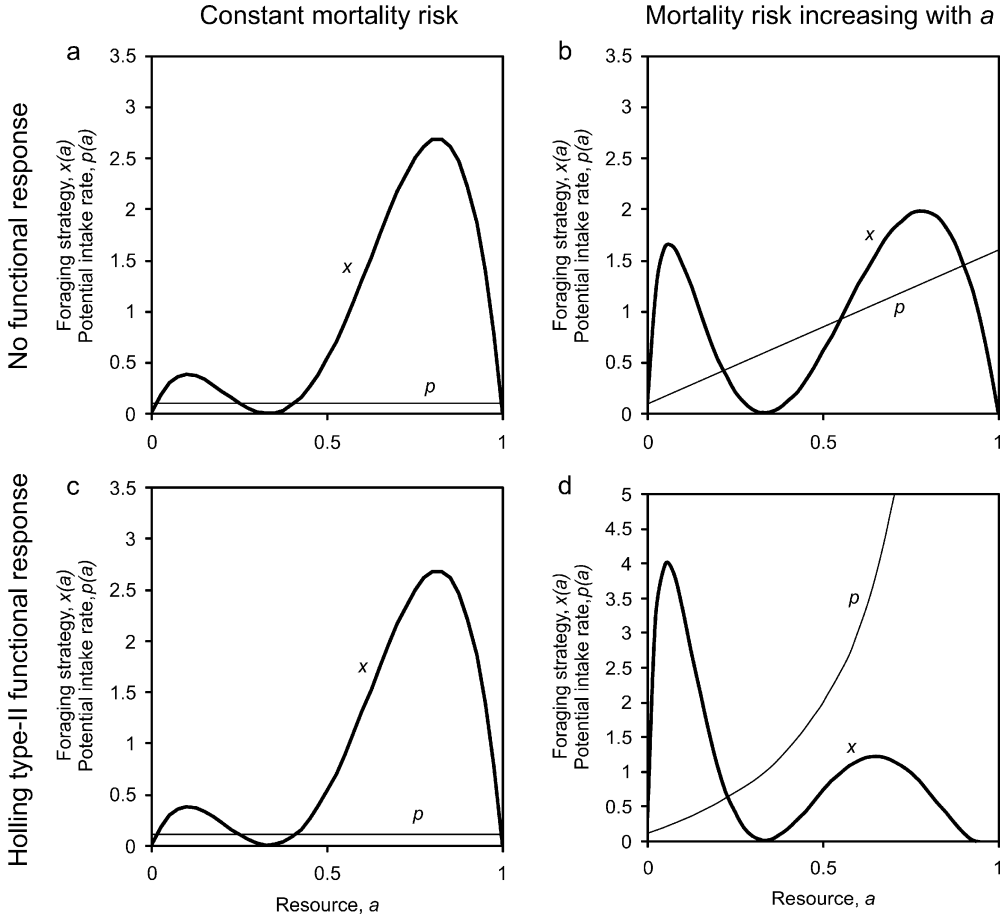 Constant mortality risk
Mortality risk increasing with a
No functional response
a
Foraging strategy, x(a)
Potential intake rate, p(a)
3.5
3
2.5
2
1.5
1
0.5
0
x
p
0
0.5
1
b
Foraging strategy, x(a)
Potential intake rate, p(a)
3.5
3
2.5
2
1.5
1
0.5
0
x
p
0
0.5
1
Holling type-II functional response
c
Foraging strategy, x(a)
Potential intake rate,p(a)
3.5
3
2.5
2
1.5
1
0.5
0
x
p
0
0.5
1
Resource, a
d
Foraging strategy, x(a)
Potential intake rate,p(a)
5
4.5
4
3.5
3
2.5
2
1.5
1
0.5
0
p
x
0
0.5
1
Resource, a